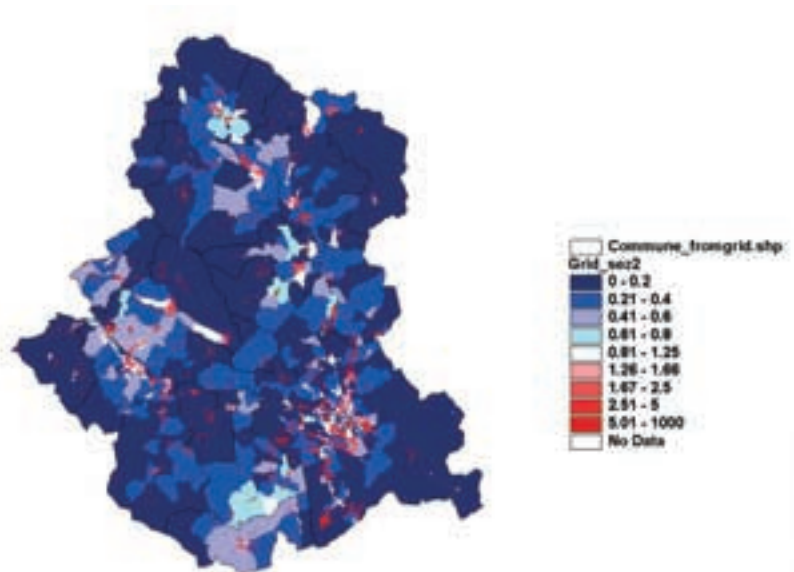 Commune_fromgrid.shp
Grid_sez2
0 - 0.2
0.21 - 0.4
0.41 - 0.6
0.61 - 0.8
0.81 - 1.25
1.26 - 1.66
1.67 - 2.5
2.51 - 5
5.01 - 1000
No Data